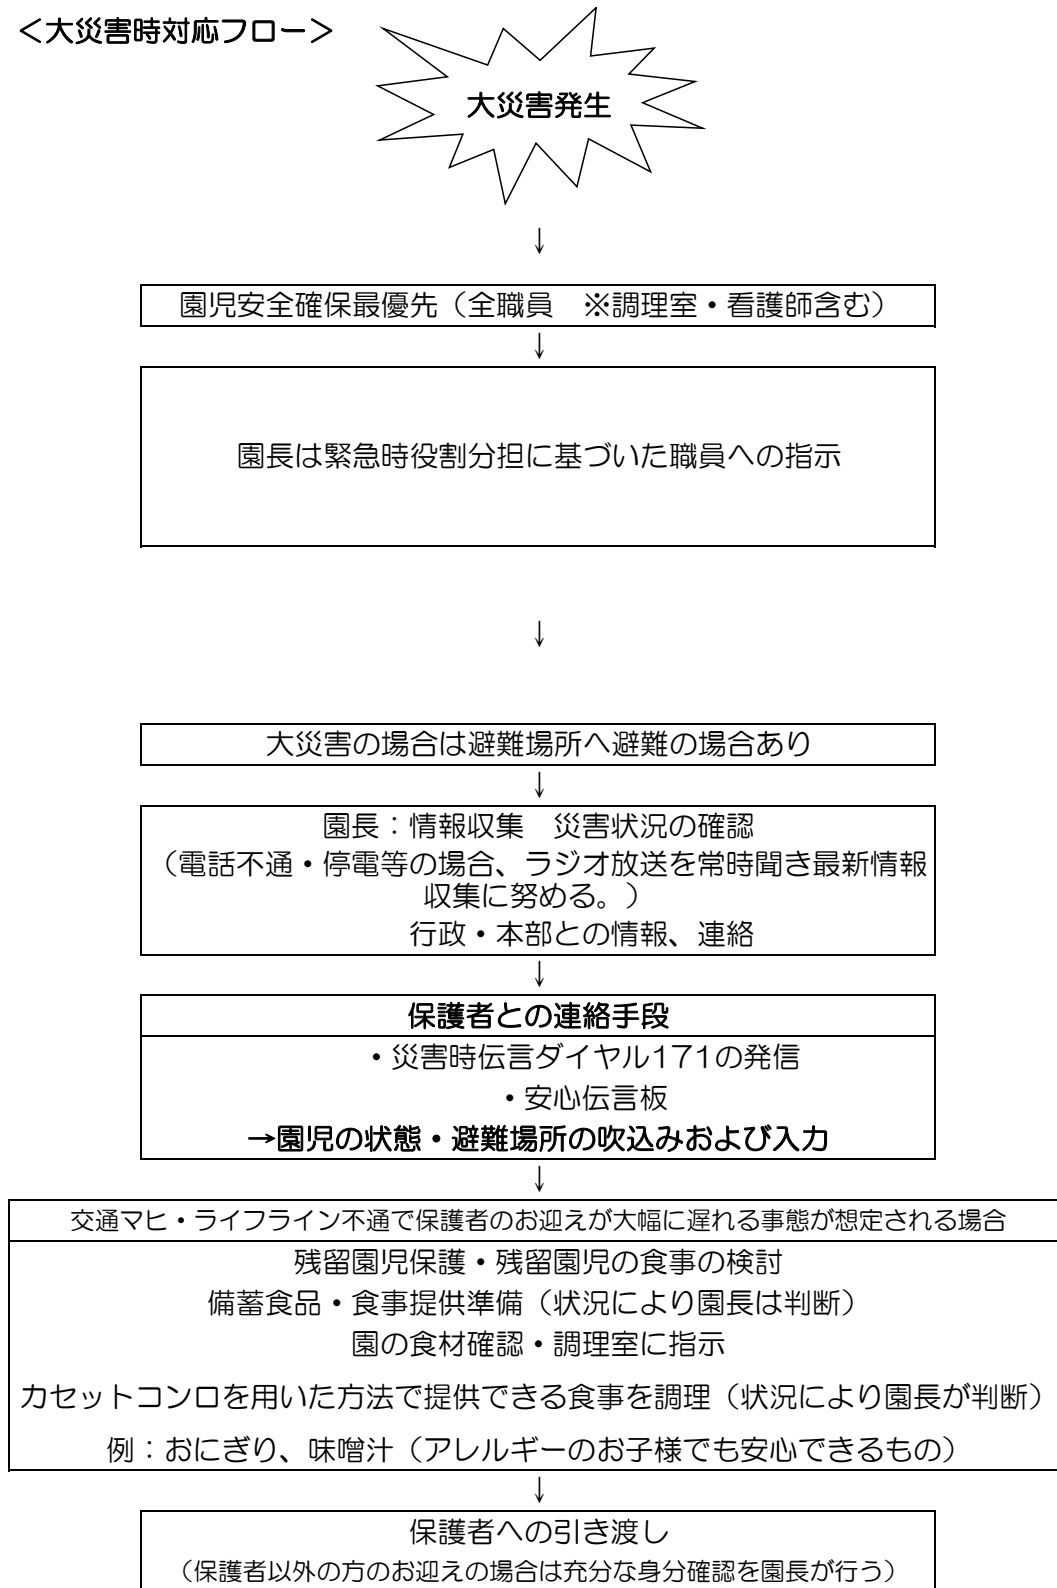 ＜大災害時対応フロー＞
大災害発生
↓
園児安全確保最優先（全職員　※調理室・看護師含む）
↓
園長は緊急時役割分担に基づいた職員への指示
↓
大災害の場合は避難場所へ避難の場合あり
↓
園長：情報収集　災害状況の確認
（電話不通・停電等の場合、ラジオ放送を常時聞き最新情報
収集に努める。）
行政・本部との情報、連絡
↓
保護者との連絡手段
・災害時伝言ダイヤル171の発信
・安心伝言板
→園児の状態・避難場所の吹込みおよび入力
↓
交通マヒ・ライフライン不通で保護者のお迎えが大幅に遅れる事態が想定される場合
残留園児保護・残留園児の食事の検討
備蓄食品・食事提供準備（状況により園長は判断）
園の食材確認・調理室に指示
カセットコンロを用いた方法で提供できる食事を調理（状況により園長が判断）
例：おにぎり、味噌汁（アレルギーのお子様でも安心できるもの）
↓
保護者への引き渡し
（保護者以外の方のお迎えの場合は充分な身分確認を園長が行う）